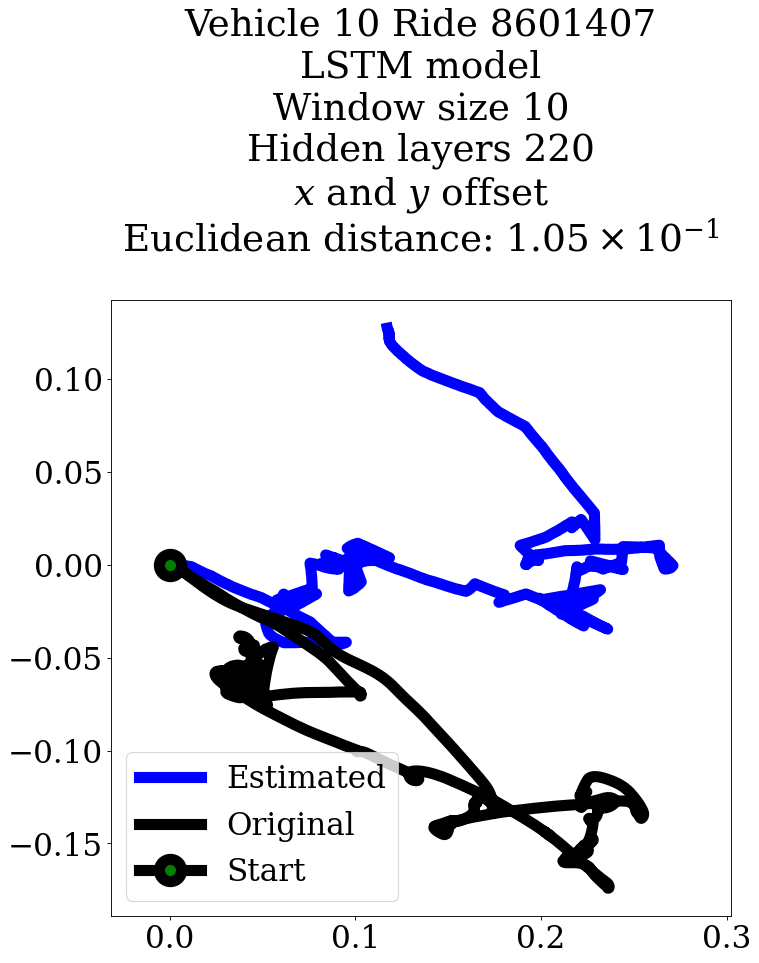 Vehicle 10 Ride 8601407
LSTM model
Window size 10
Hidden layers 220
x and y offset
Euclidean distance: 1.05 × 10⁻¹
0.10
0.05
0.00
−0.05
−0.10
−0.15
Estimated
Original
Start
0.0 0.1 0.2 0.3